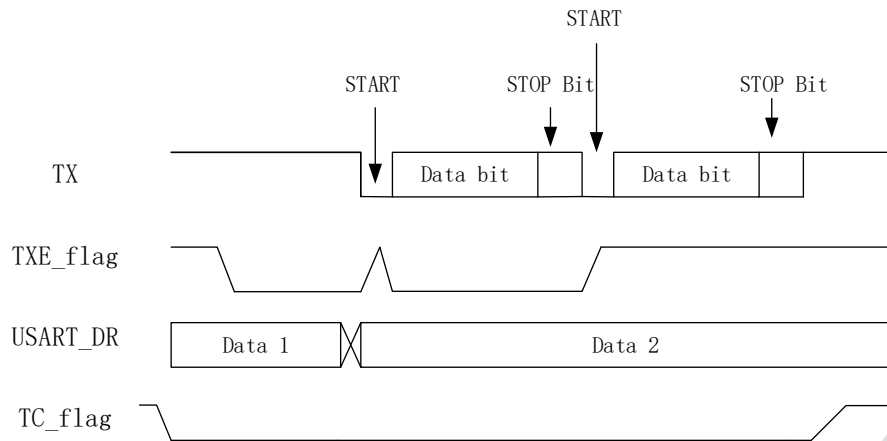 START
START
STOP Bit
STOP Bit
TX
Data bit
Data bit
TXE_flag
USART_DR
Data 1
Data 2
TC_flag